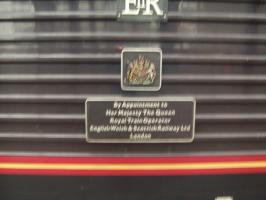 EIIR
By Appointment to
Her Majesty The Queen
Royal Train Operator
English Welsh & Scottish Railway Ltd
London